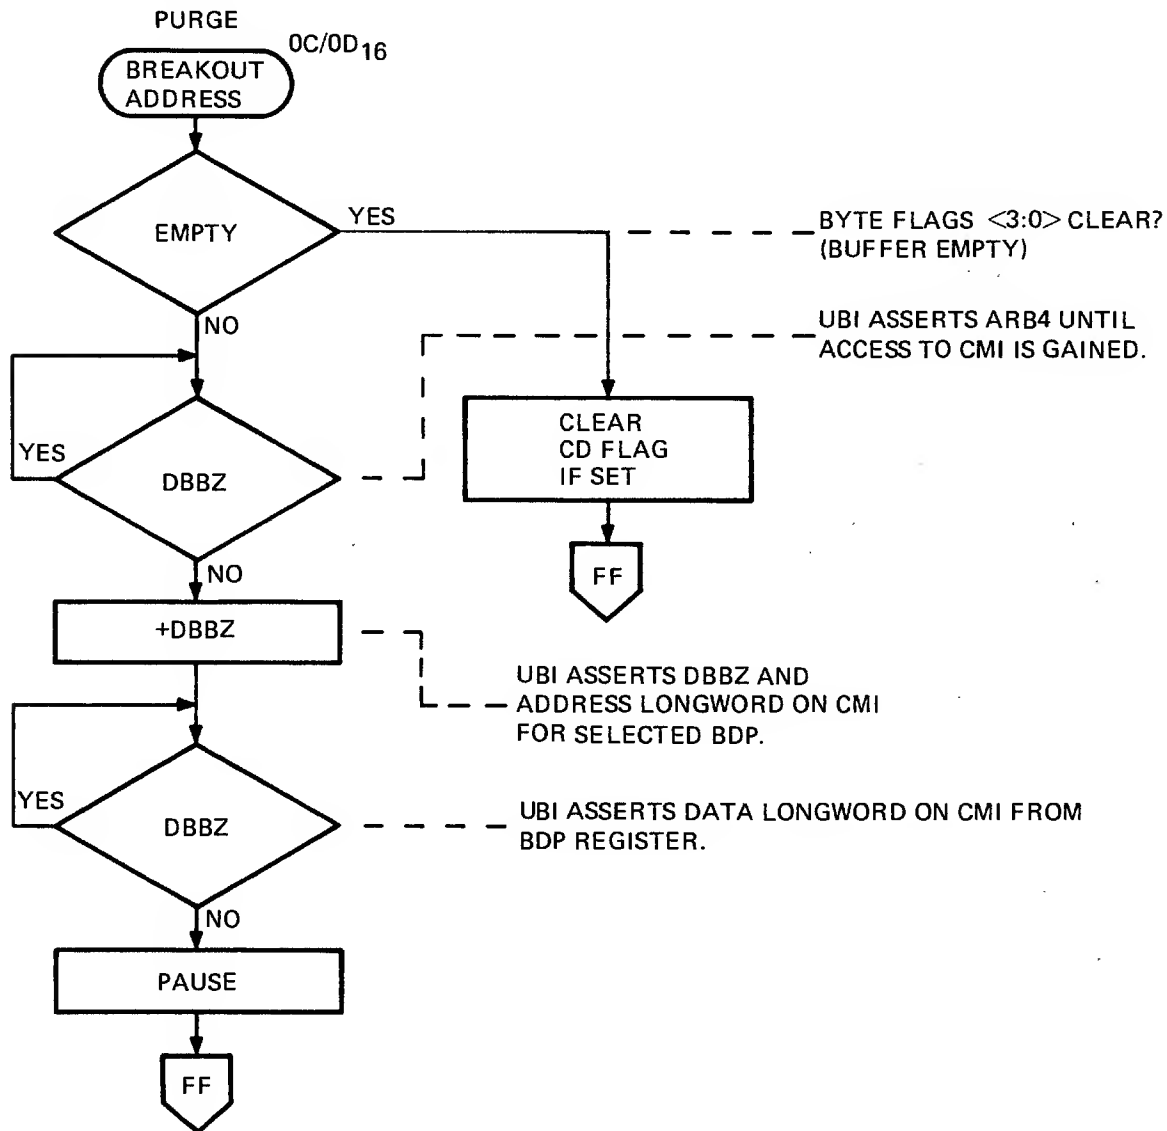 PURGE
0C/0D16
BREAKOUT
ADDRESS
EMPTY
YES
BYTE FLAGS <3:0> CLEAR?
(BUFFER EMPTY)
NO
UBI ASSERTS ARB4 UNTIL
ACCESS TO CMI IS GAINED.
CLEAR
CD FLAG
IF SET
YES
DBBZ
NO
FF
+DBBZ
UBI ASSERTS DBBZ AND
ADDRESS LONGWORD ON CMI
FOR SELECTED BDP.
YES
DBBZ
UBI ASSERTS DATA LONGWORD ON CMI FROM
BDP REGISTER.
NO
PAUSE
FF